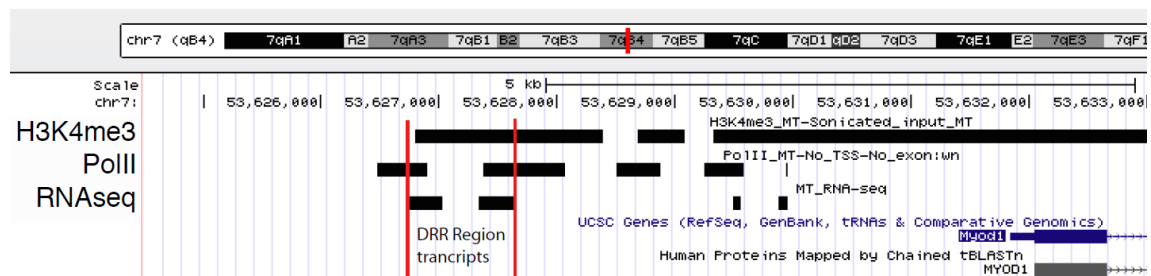 chr7 (qB4) 7qA1 A2 7qA3 7qB1 B2 7qB3 7qB4 7qB5 7qC 7qD1 qD2 7qD3 7qE1 E2 7qE3 7qF1
Scale 5 kb
chr7: 53,626,000 53,627,000 53,628,000 53,629,000 53,630,000 53,631,000 53,632,000 53,633,000
H3K4me3 H3K4me3_MT-Sonicated_input_MT
PolII PolII_MT-No_TSS-No_exon:wn
RNAseq MT_RNA-seq
UCSC Genes (RefSeq, GenBank, tRNAs & Comparative Genomics)
DRR Region Myod1
trancripts Human Proteins Mapped by Chained tBLASTn
MYOD1